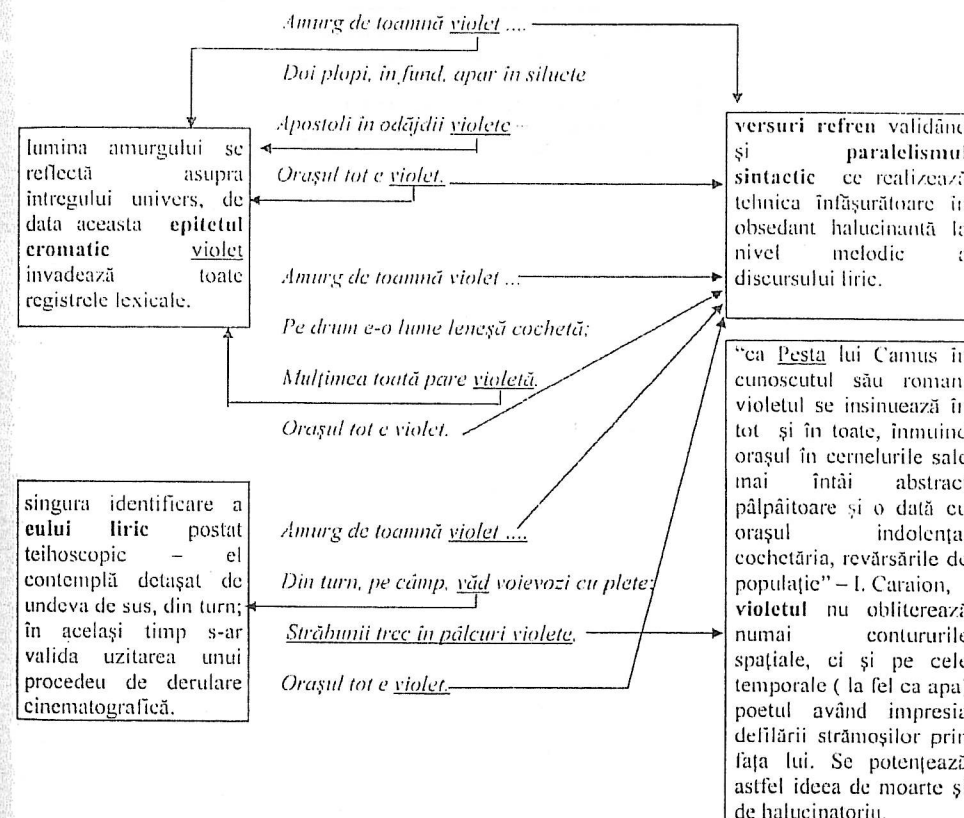 Amurg de toamnă violet ....
Doi plopi, în fund, apar în siluete
Apostoli în odăjdii violete
Orașul tot e violet.
Amurg de toamnă violet ...
Pe drum e-o lume leneșă cochetă;
Mulțimea toată pare violetă.
Orașul tot e violet.
Amurg de toamnă violet ....
Din turn, pe câmp, văd voievozi cu plete;
Străbunii trec în pâlcuri violete,
Orașul tot e violet.
lumina amurgului se
reflectă asupra
întregului univers, de
data aceasta epitetul
cromatic violet
invadează toate
registrele lexicale.
singura identificare a
eului liric postat
teihoscopic – el
contemplă detașat de
undeva de sus, din turn;
în același timp s-ar
valida uzitarea unui
procedeu de derulare
cinematografică.
versuri refren validând
și paralelismul
sintactic ce realizează
tehnica înfășurătoare
obsedant halucinantă
nivel melodic
discursului liric.
“ca Pesta lui Camus
cunoscutul său roman
violetul se insinuează
tot și în toate, înmuind
orașul în cernelurile sale
mai întâi
pâlpâitoare și o dată cu
orașul
cochetăria, revărsările de
populație” – I. Caraion,
violetul nu obliterează
numai contururile
spațiale, ci și pe cele
temporale ( la fel ca
poetul având impresia
defilării strămoșilor prin
fața lui. Se potențează
astfel ideea de moarte
de halucinatoriu.